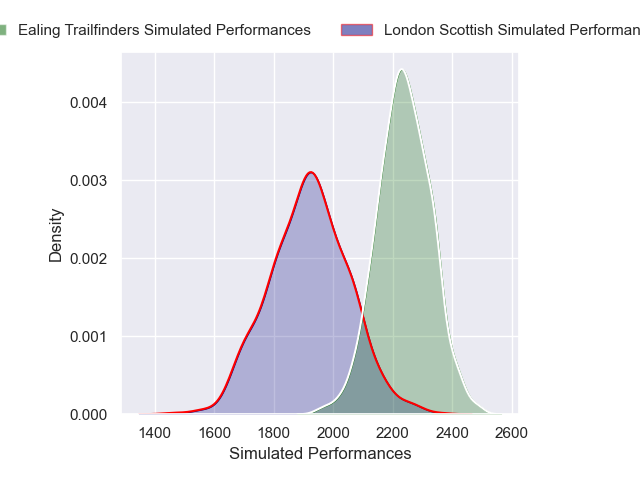 Ealing Trailfinders Simulated Performances London Scottish Simulated Performan
0.004
0.003
0.002
0.001
0.000
Density
1400 1600 1800 2000 2200 2400 2600
Simulated Performances